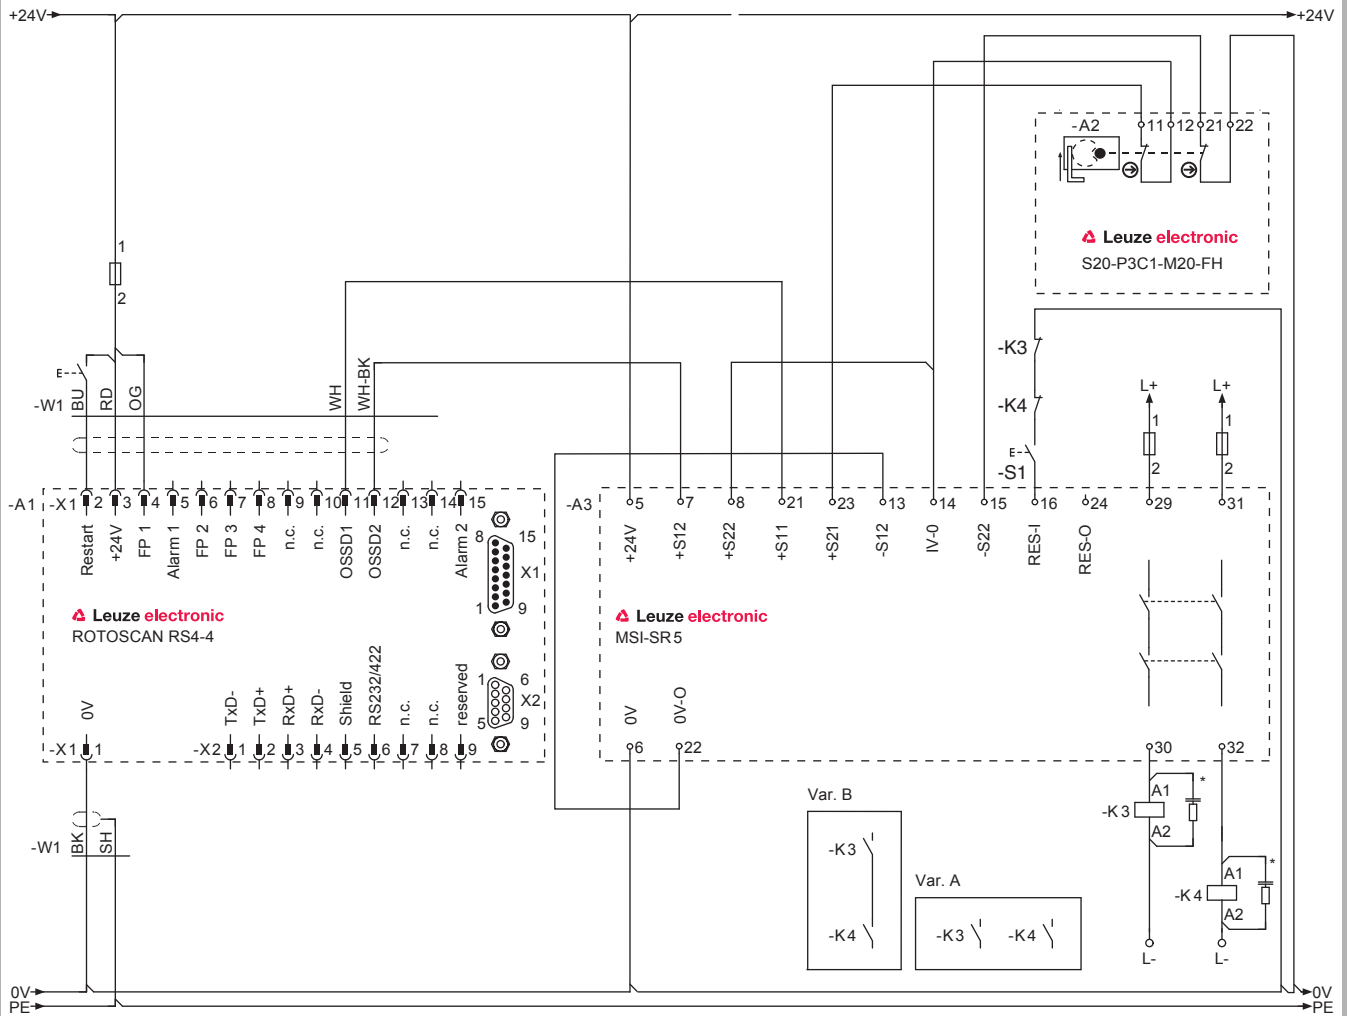 +24V
+24V
-A2
11 12 21 22
Leuze electronic
S20-P3C1-M20-FH
1
2
-K3
-K4
E
-S1
L+
L+
1
2
1
2
E
-W1
BU
RD
OG
WH
WH-BK
-A1
-X1
2 3 4 5 6 7 8 9 10 11 12 13 14 15
Restart
+24V
FP 1
Alarm 1
FP 2
FP 3
FP 4
n.c.
n.c.
OSSD1
OSSD2
n.c.
n.c.
Alarm 2
8
15
X1
1
9
Leuze electronic
ROTOSCAN RS4-4
1
6
X2
5
9
0V
TxD-
TxD+
RxD+
RxD-
Shield
RS232/422
n.c.
n.c.
reserved
-X1
1
-X2
1 2 3 4 5 6 7 8 9
-A3
5 7 8 21 23 13 14 15 16 24 29 31
+24V
+S12
+S22
+S11
+S21
-S12
IV-0
-S22
RES-I
RES-O
Leuze electronic
MSI-SR5
0V
0V-O
6 22 30 32
-W1
BK
SH
Var. B
-K3
-K4
Var. A
-K3
-K4
-K3
A1
A2
*
-K4
A1
A2
*
L-
L-
0V
0V
PE
PE